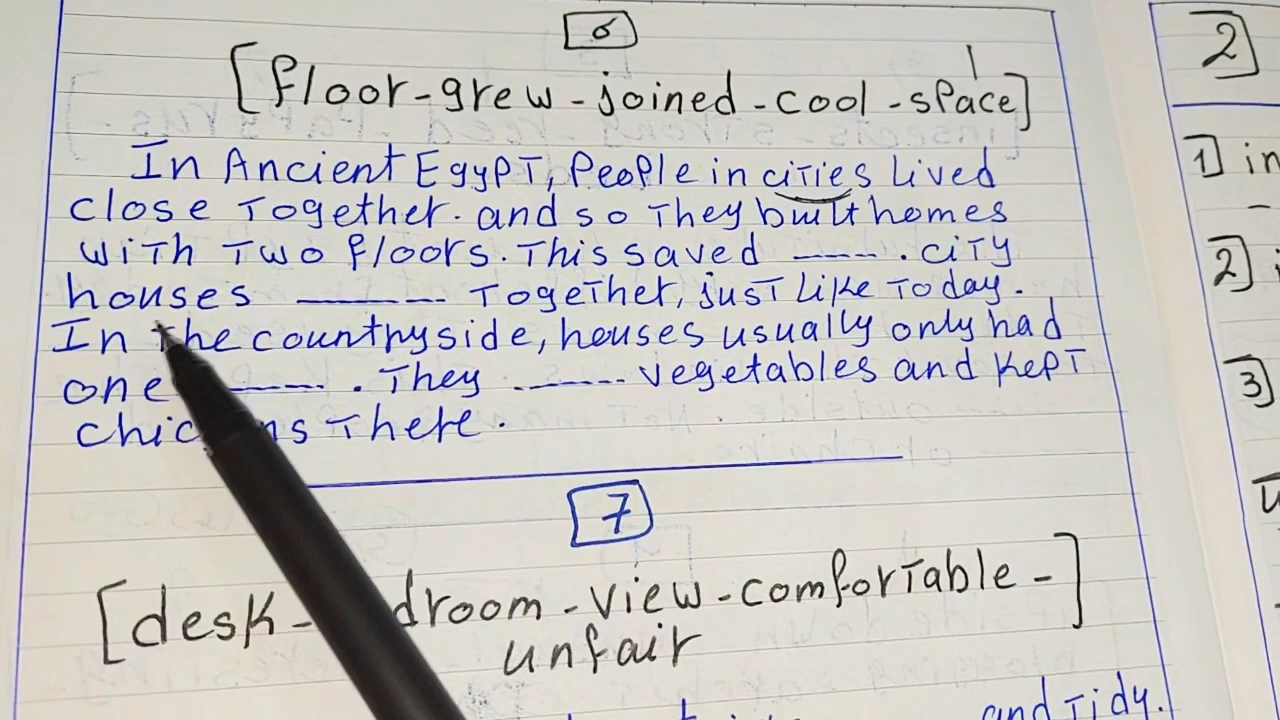 6
[floor-grew-joined-cool-space]
In Ancient Egypt, People in cities lived
close together. and so they built homes
with two floors. This saved ----. city
houses ------ together, just like today.
In the countryside, houses usually only had
one ----. They ---- vegetables and kept
there.
7
[desk - view - comfortable -]
unfair
and tidy.
2]
1] in
2]
3]